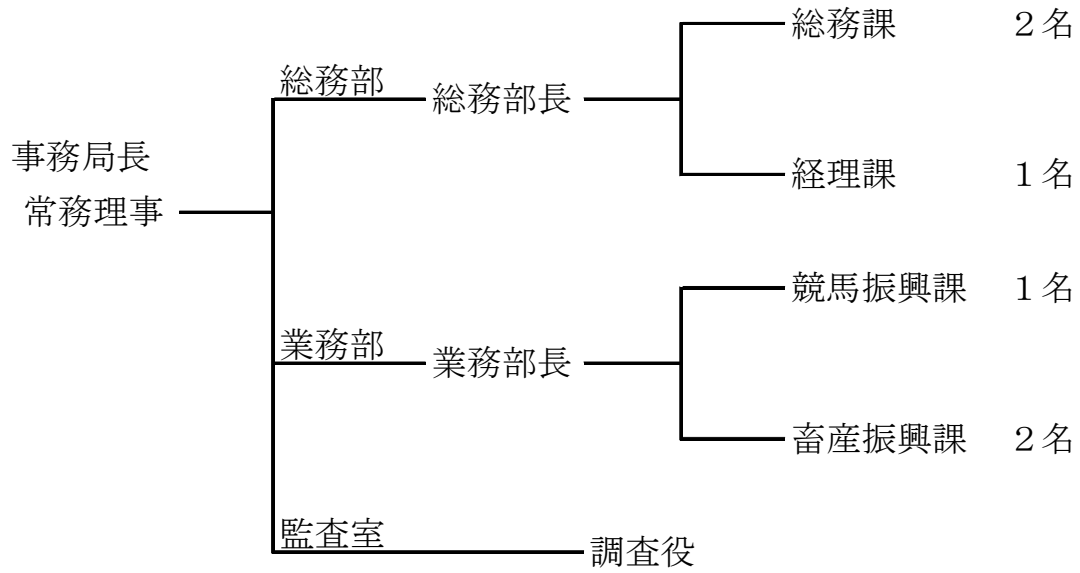 総務課 2名
総務部
総務部長
事務局長
経理課 1名
常務理事
競馬振興課 1名
業務部
業務部長
畜産振興課 2名
監査室
調査役